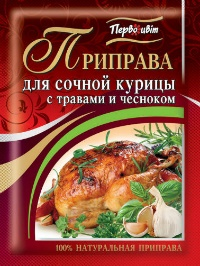 Первоцвіт
ПРИПРАВА
ДЛЯ СОЧНОЙ КУРИЦЫ
С ТРАВАМИ И ЧЕСНОКОМ
100% НАТУРАЛЬНАЯ ПРИПРАВА